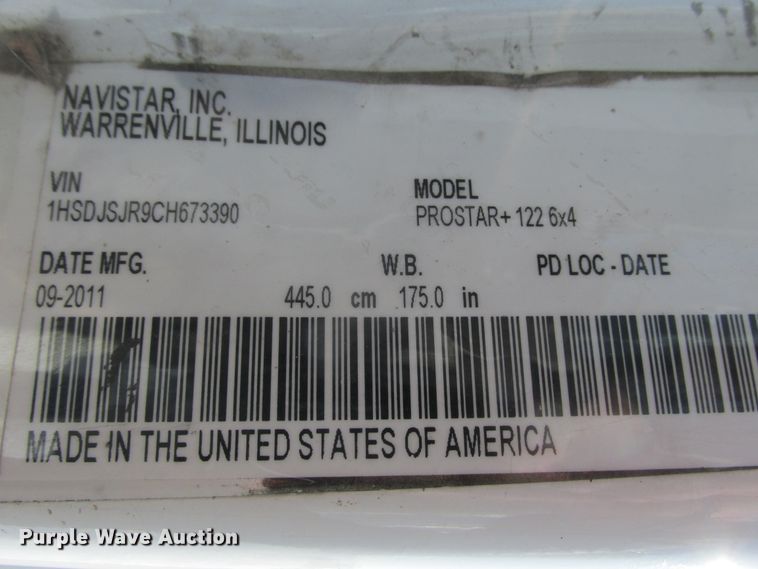 NAVISTAR, INC.
WARRENVILLE, ILLINOIS
VIN MODEL
1HSDJSJR9CH673390 PROSTAR+ 122 6x4
DATE MFG. W.B. PD LOC - DATE
09-2011 445.0 cm 175.0 in
MADE IN THE UNITED STATES OF AMERICA
Purple Wave Auction